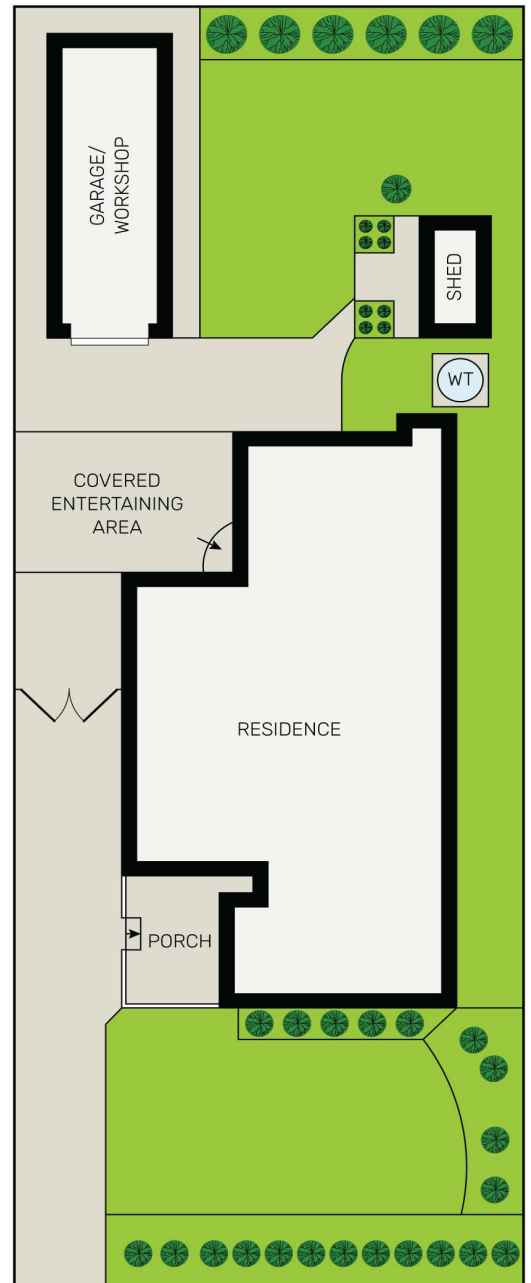 GARAGE/
WORKSHOP
SHED
WT
COVERED
ENTERTAINING
AREA
RESIDENCE
PORCH